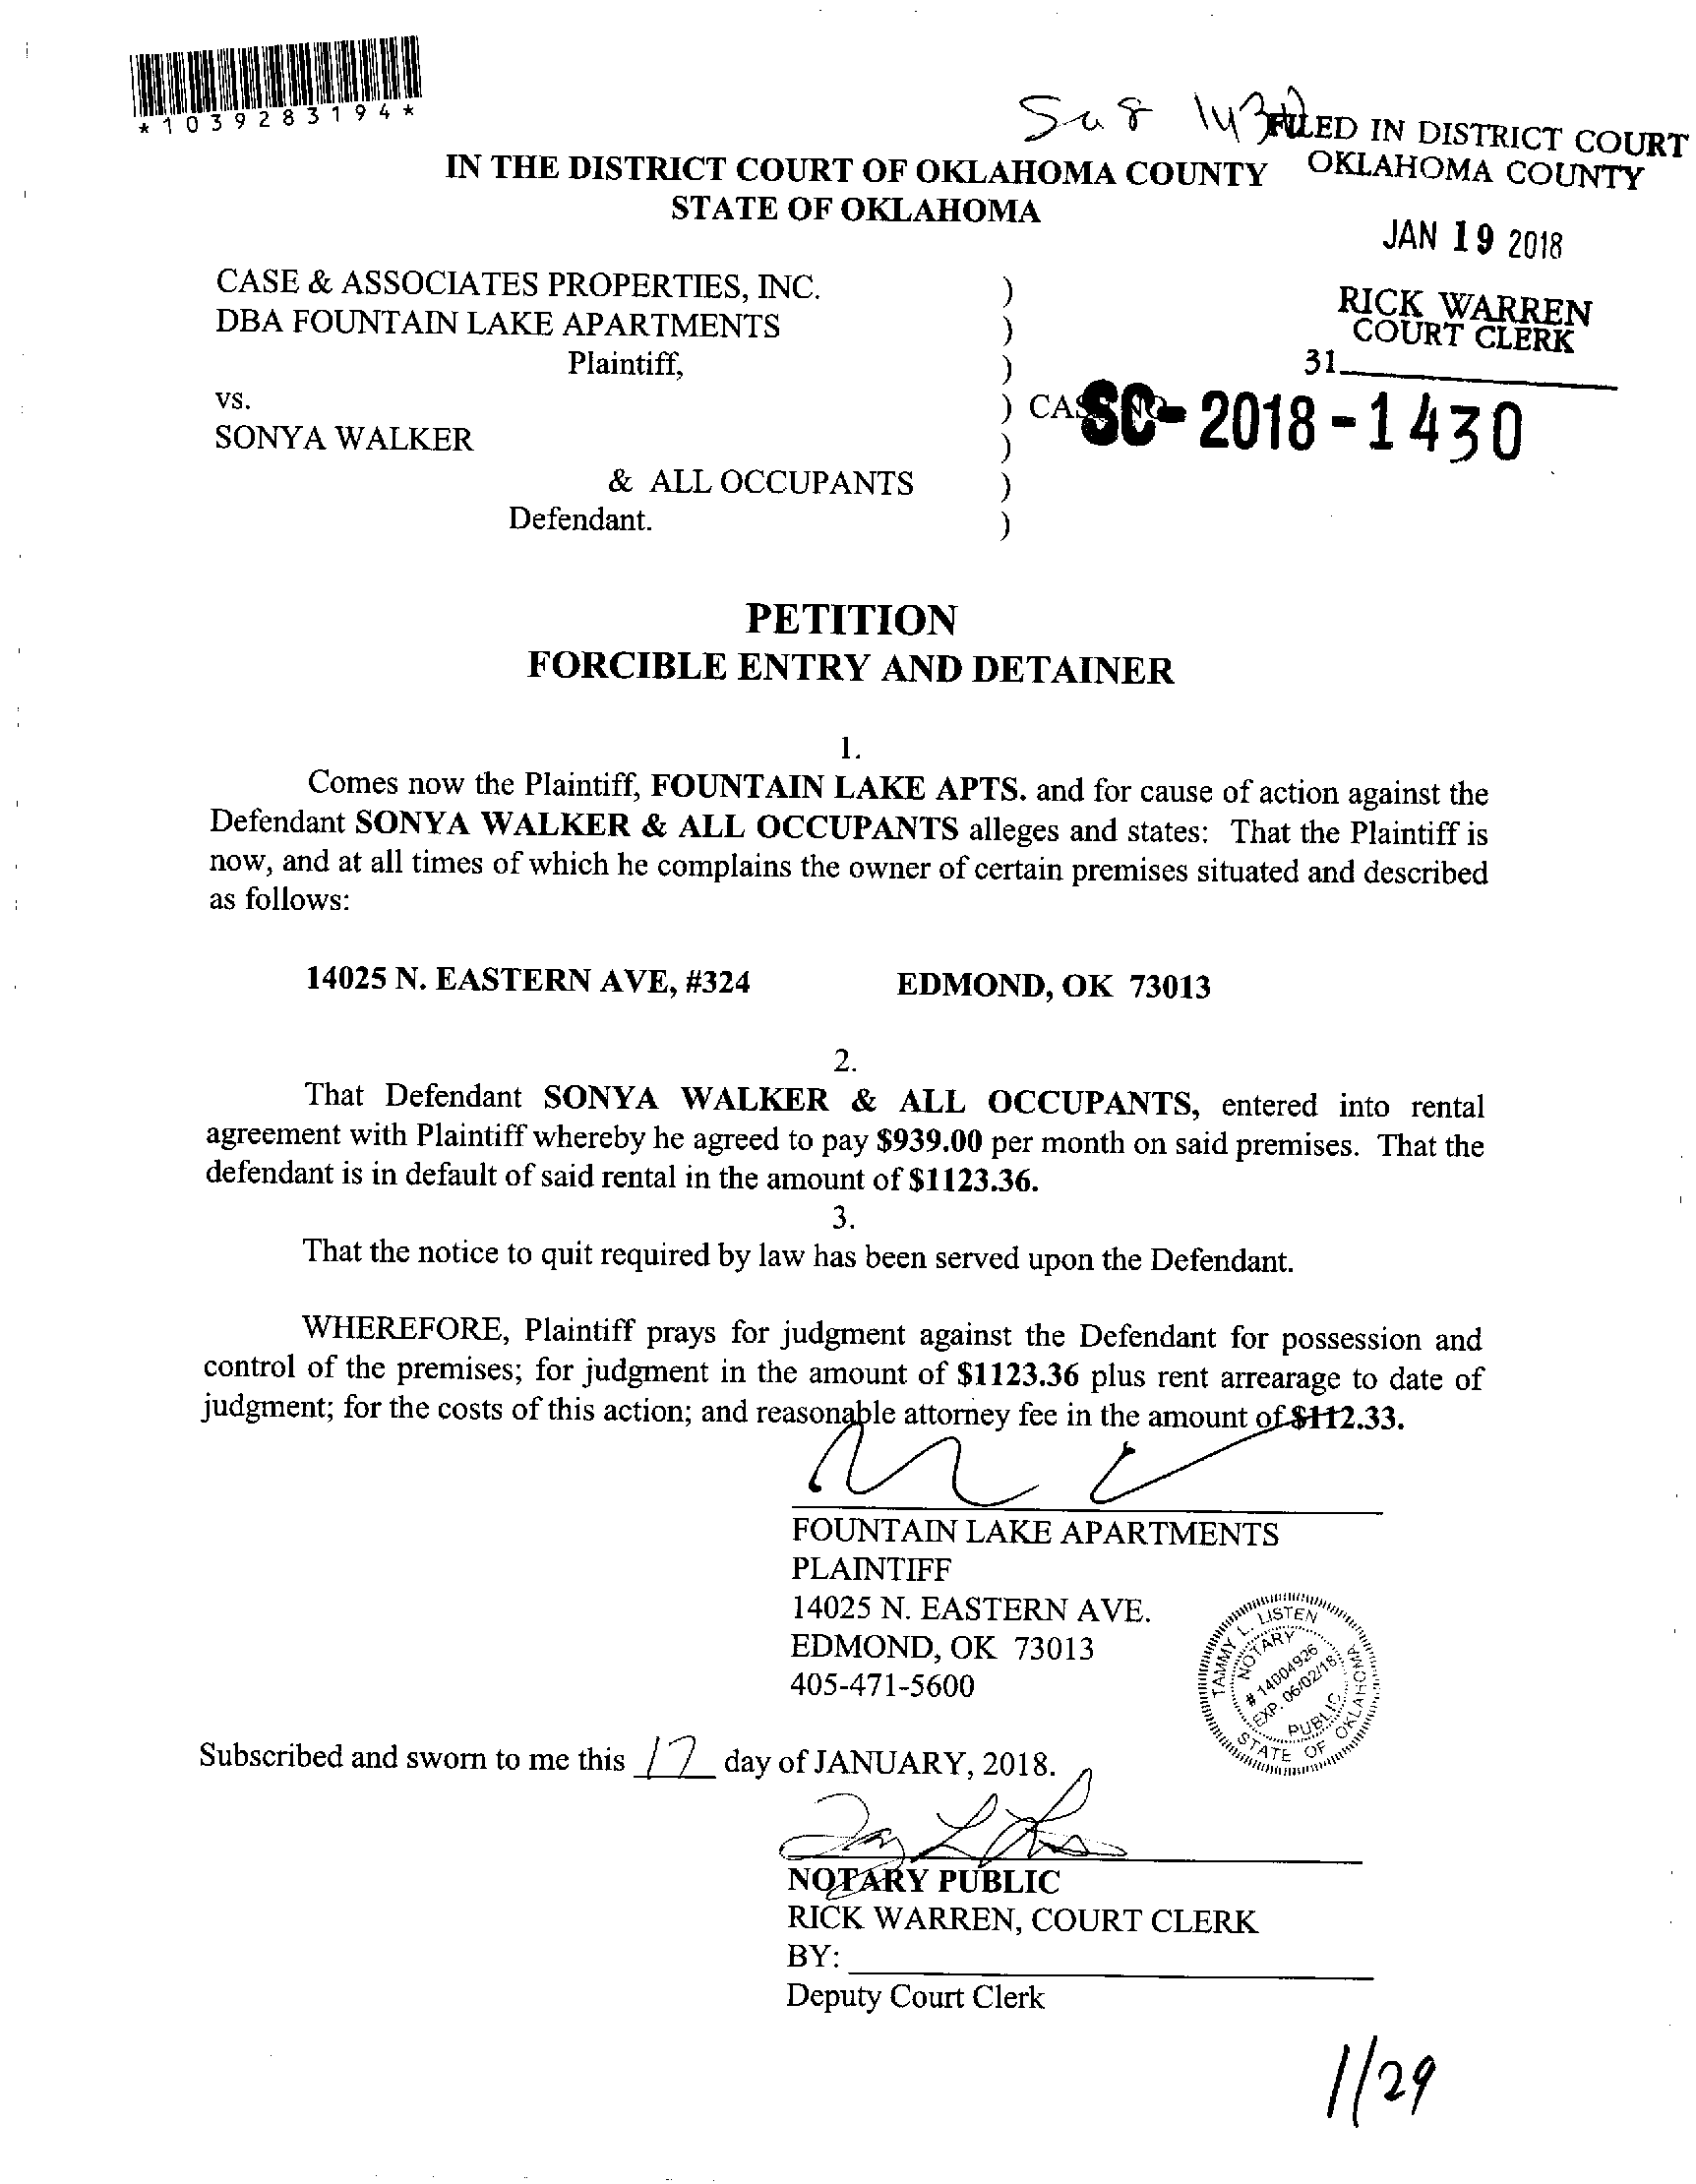 *1039283194*
FILED IN DISTRICT COURT
OKLAHOMA COUNTY
IN THE DISTRICT COURT OF OKLAHOMA COUNTY
STATE OF OKLAHOMA
JAN 19 2018
RICK WARREN
COURT CLERK
31
CASE & ASSOCIATES PROPERTIES, INC. )
DBA FOUNTAIN LAKE APARTMENTS )
Plaintiff, )
vs. ) CASE NO. SC-2018-1430
SONYA WALKER )
& ALL OCCUPANTS )
Defendant. )
PETITION
FORCIBLE ENTRY AND DETAINER
1.
Comes now the Plaintiff, FOUNTAIN LAKE APTS. and for cause of action against the
Defendant SONYA WALKER & ALL OCCUPANTS alleges and states: That the Plaintiff is
now, and at all times of which he complains the owner of certain premises situated and described
as follows:
14025 N. EASTERN AVE, #324 EDMOND, OK 73013
2.
That Defendant SONYA WALKER & ALL OCCUPANTS, entered into rental
agreement with Plaintiff whereby he agreed to pay $939.00 per month on said premises. That the
defendant is in default of said rental in the amount of $1123.36.
3.
That the notice to quit required by law has been served upon the Defendant.
WHEREFORE, Plaintiff prays for judgment against the Defendant for possession and
control of the premises; for judgment in the amount of $1123.36 plus rent arrearage to date of
judgment; for the costs of this action; and reasonable attorney fee in the amount of $112.33.
FOUNTAIN LAKE APARTMENTS
PLAINTIFF
14025 N. EASTERN AVE.
EDMOND, OK 73013
405-471-5600
TAMMY L. LISTEN
NOTARY
# 14004926
EXP. 06/02/18
PUBLIC
STATE OF OKLAHOMA
Subscribed and sworn to me this 17 day of JANUARY, 2018.
NOTARY PUBLIC
RICK WARREN, COURT CLERK
BY:
Deputy Court Clerk
1/29